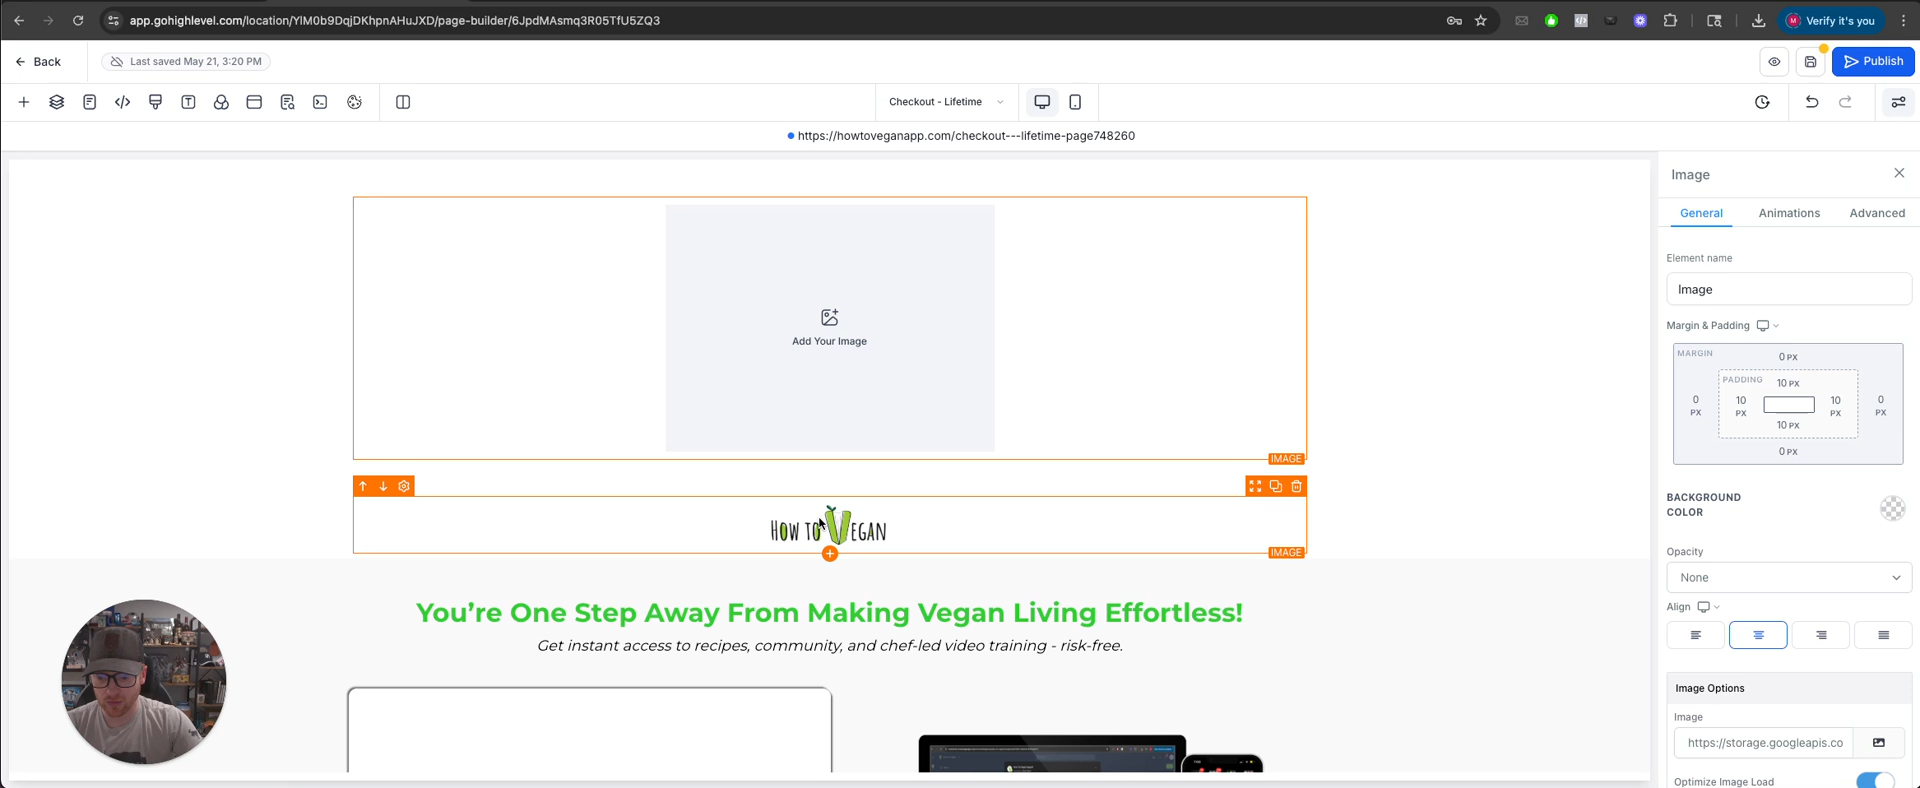 app.gohighlevel.com/location/YlM0b9DqjDKhpnAHuJXD/page-builder/6JpdMAsmq3R05TfU5ZQ3
M
Verify it's you
Back
Last saved May 21, 3:20 PM
Publish
Checkout - Lifetime
https://howtoveganapp.com/checkout---lifetime-page748260
Add Your Image
IMAGE
HOW TO VEGAN
IMAGE
You’re One Step Away From Making Vegan Living Effortless!
Get instant access to recipes, community, and chef-led video training - risk-free.
Image
General Animations Advanced
Element name
Image
Margin & Padding
MARGIN
0 PX
PADDING
10 PX
0 PX
10 PX
10 PX
0 PX
10 PX
0 PX
BACKGROUND
COLOR
Opacity
None
Align
Image Options
Image
https://storage.googleapis.co
Optimize Image Load